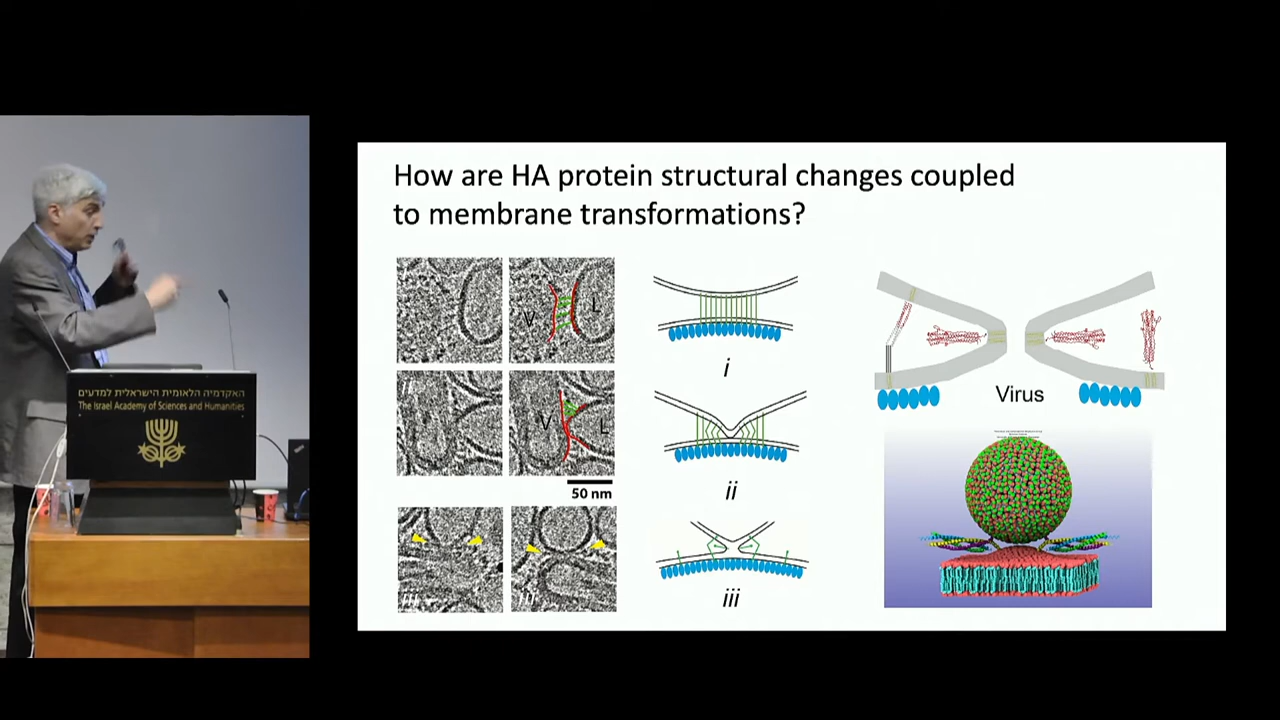 האקדמיה הלאומית הישראלית למדעים
The Israel Academy of Sciences and Humanities
How are HA protein structural changes coupled
to membrane transformations?
V
L
V
L
50 nm
i
ii
iii
Virus